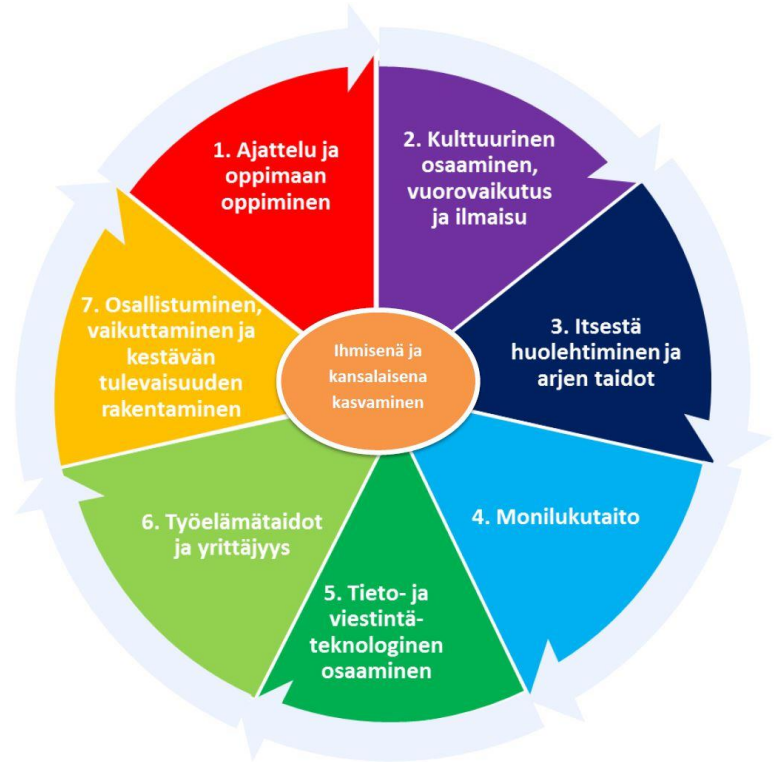 1. Ajattelu ja
oppimaan
oppiminen
2. Kulttuurinen
osaaminen,
vuorovaikutus
ja ilmaisu
3. Itsestä
huolehtiminen ja
arjen taidot
4. Monilukutaito
5. Tieto- ja
viestintä-
teknologinen
osaaminen
6. Työelämätaidot
ja yrittäjyys
7. Osallistuminen,
vaikuttaminen ja
kestävän
tulevaisuuden
rakentaminen
Ihmisenä ja
kansalaisena
kasvaminen